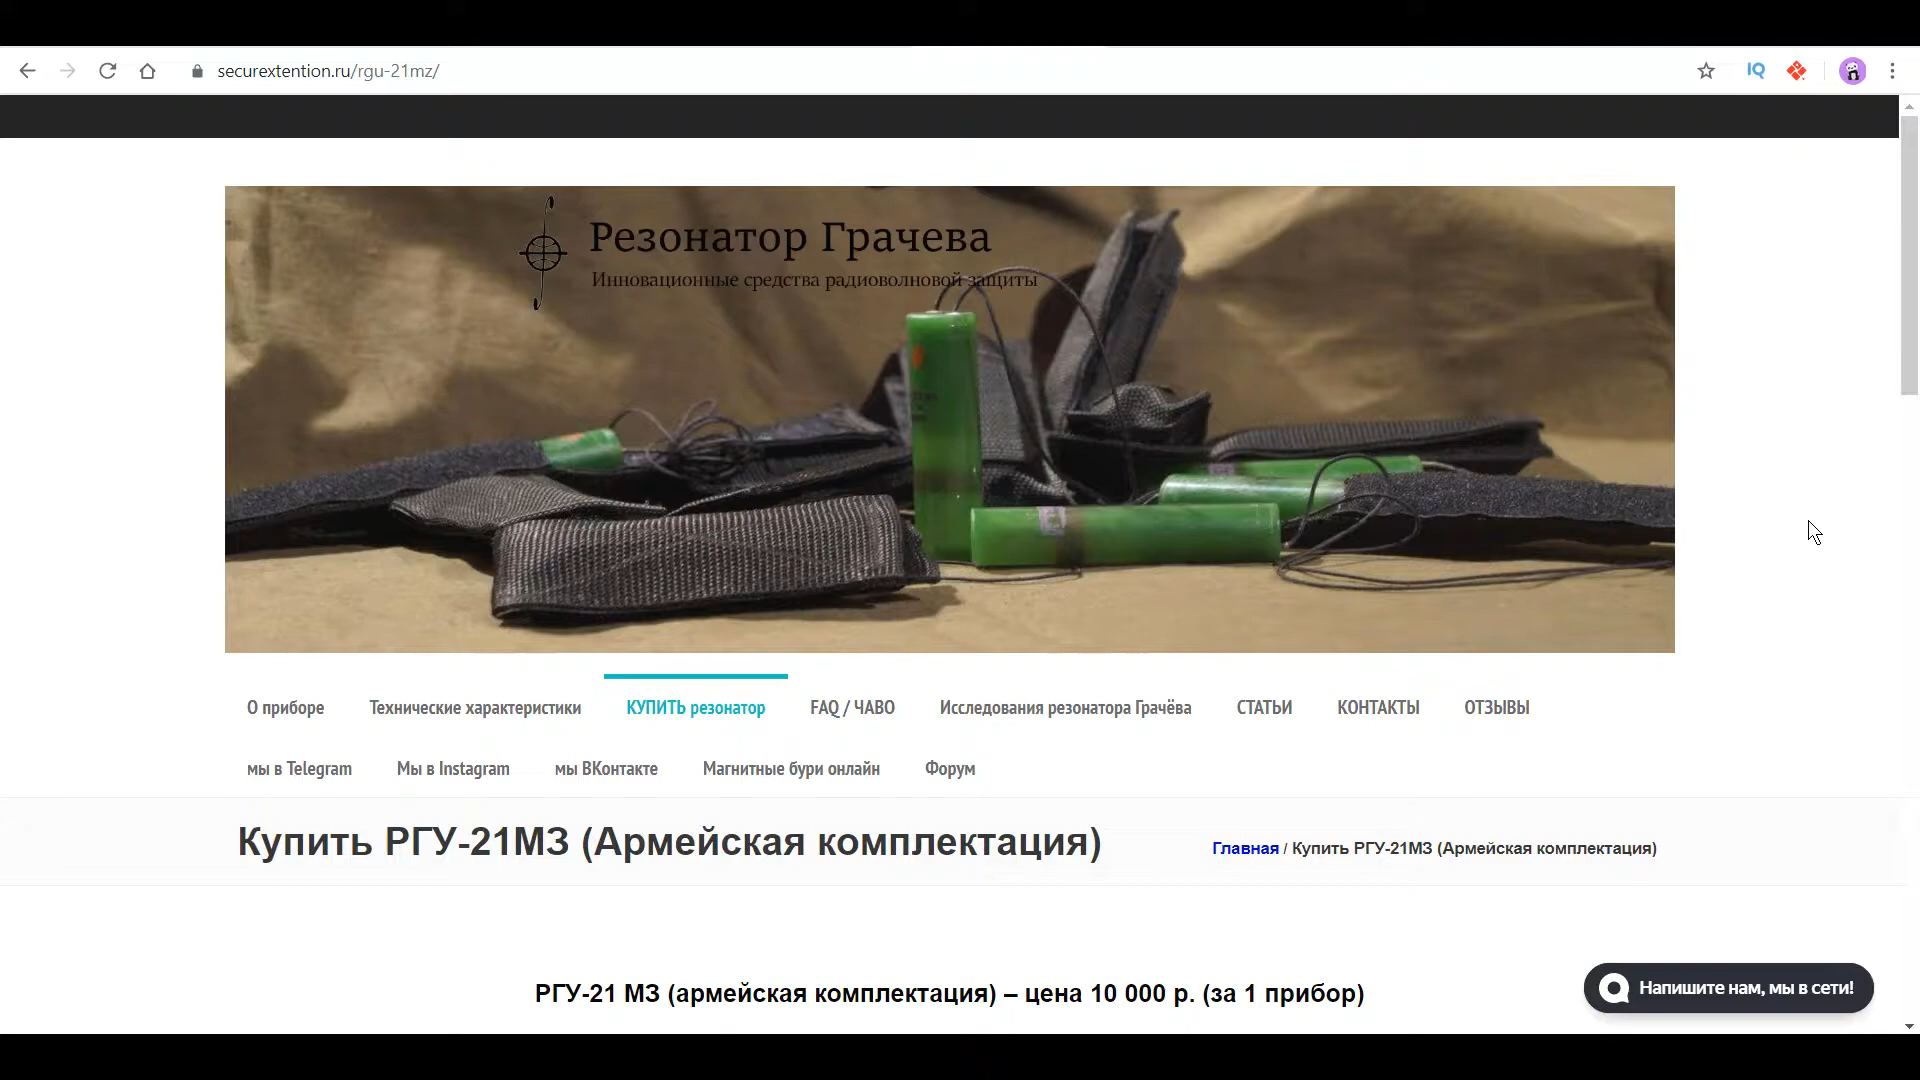 securextention.ru/rgu-21mz/
IQ
Резонатор Грачева
Инновационные средства радиоволновой защиты
О приборе
Технические характеристики
КУПИТЬ резонатор
FAQ / ЧАВО
Исследования резонатора Грачёва
СТАТЬИ
КОНТАКТЫ
ОТЗЫВЫ
мы в Telegram
Мы в Instagram
мы ВКонтакте
Магнитные бури онлайн
Форум
Купить РГУ-21МЗ (Армейская комплектация)
Главная / Купить РГУ-21МЗ (Армейская комплектация)
РГУ-21 МЗ (армейская комплектация) – цена 10 000 р. (за 1 прибор)
Напишите нам, мы в сети!